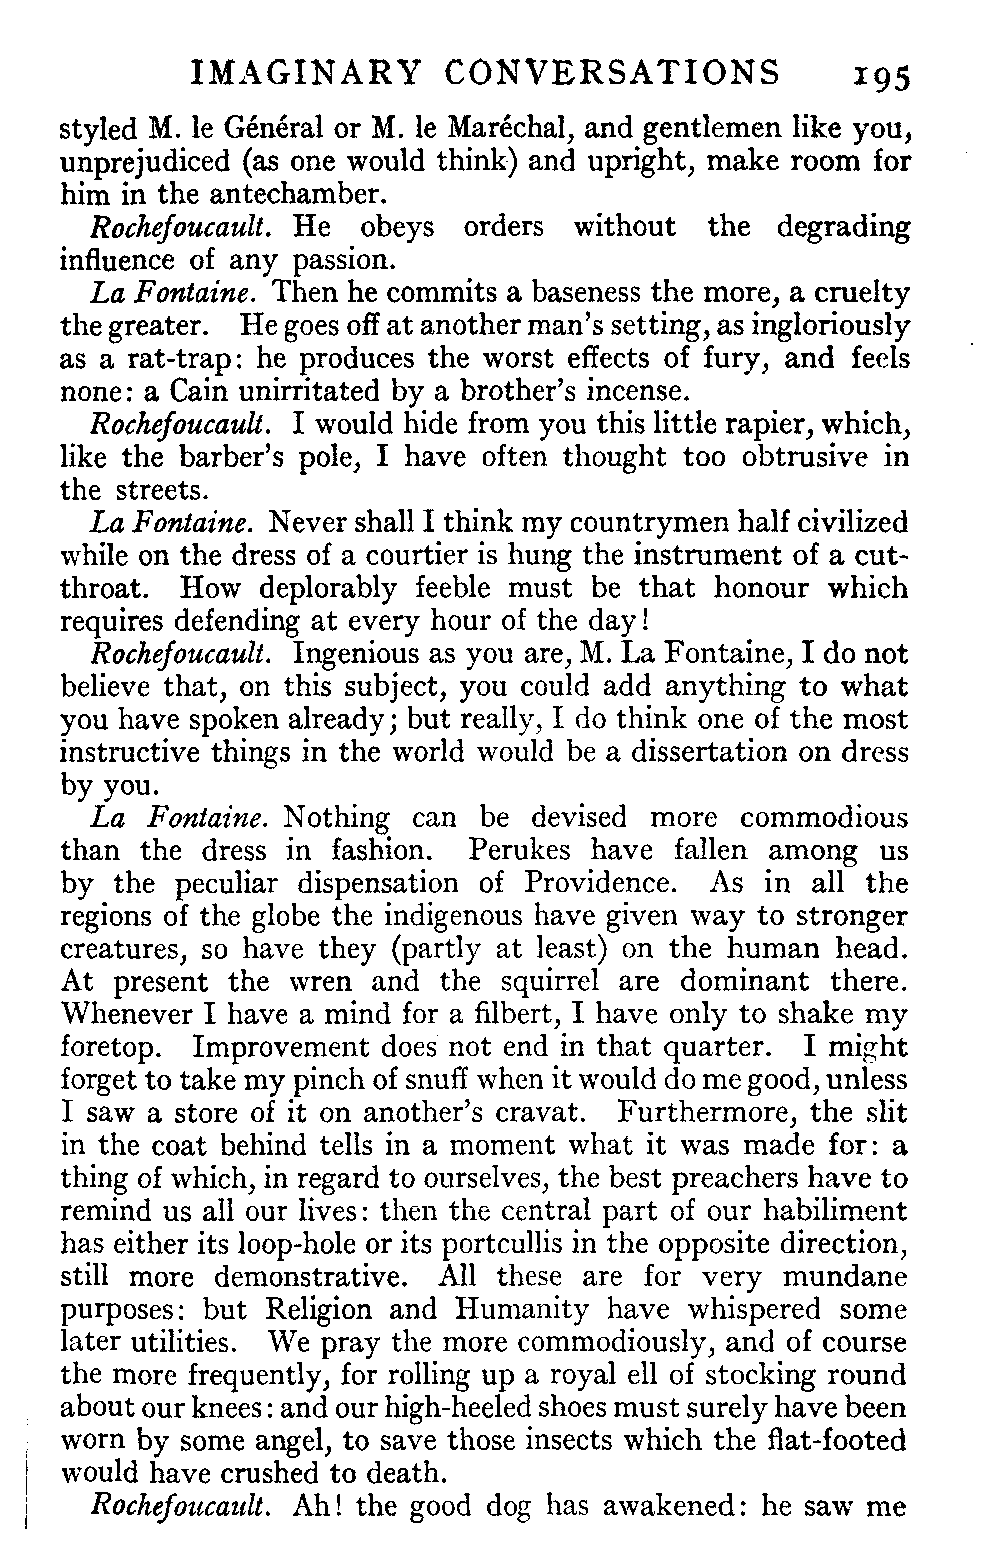 IMAGINARY CONVERSATIONS 195
styled M. le Général or M. le Maréchal, and gentlemen like you,
unprejudiced (as one would think) and upright, make room for
him in the antechamber.
Rochefoucault. He obeys orders without the degrading
influence of any passion.
La Fontaine. Then he commits a baseness the more, a cruelty
the greater. He goes off at another man's setting, as ingloriously
as a rat-trap: he produces the worst effects of fury, and feels
none: a Cain unirritated by a brother's incense.
Rochefoucault. I would hide from you this little rapier, which,
like the barber's pole, I have often thought too obtrusive in
the streets.
La Fontaine. Never shall I think my countrymen half civilized
while on the dress of a courtier is hung the instrument of a cut-
throat. How deplorably feeble must be that honour which
requires defending at every hour of the day!
Rochefoucault. Ingenious as you are, M. La Fontaine, I do not
believe that, on this subject, you could add anything to what
you have spoken already; but really, I do think one of the most
instructive things in the world would be a dissertation on dress
by you.
La Fontaine. Nothing can be devised more commodious
than the dress in fashion. Perukes have fallen among us
by the peculiar dispensation of Providence. As in all the
regions of the globe the indigenous have given way to stronger
creatures, so have they (partly at least) on the human head.
At present the wren and the squirrel are dominant there.
Whenever I have a mind for a filbert, I have only to shake my
foretop. Improvement does not end in that quarter. I might
forget to take my pinch of snuff when it would do me good, unless
I saw a store of it on another's cravat. Furthermore, the slit
in the coat behind tells in a moment what it was made for: a
thing of which, in regard to ourselves, the best preachers have to
remind us all our lives: then the central part of our habiliment
has either its loop-hole or its portcullis in the opposite direction,
still more demonstrative. All these are for very mundane
purposes: but Religion and Humanity have whispered some
later utilities. We pray the more commodiously, and of course
the more frequently, for rolling up a royal ell of stocking round
about our knees: and our high-heeled shoes must surely have been
worn by some angel, to save those insects which the flat-footed
would have crushed to death.
Rochefoucault. Ah! the good dog has awakened: he saw me